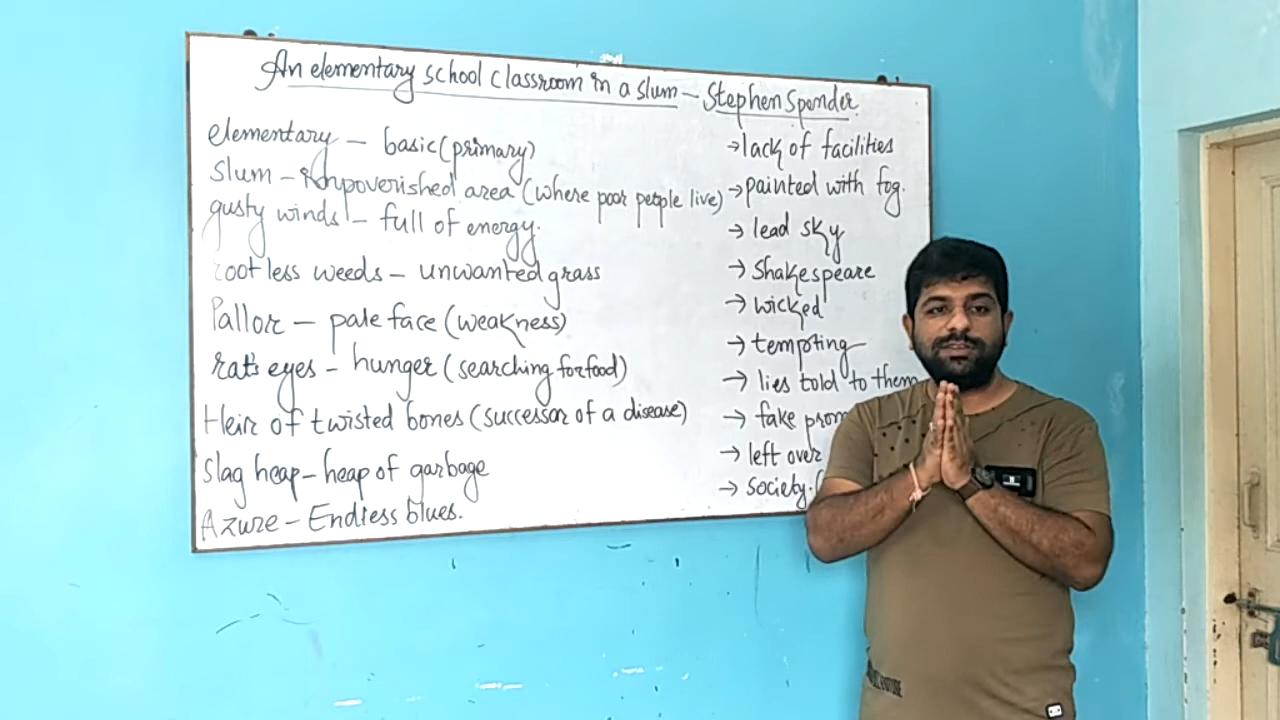 An elementary school classroom in a slum - Stephen Spender
elementary - basic (primary)
Slum - Impoverished area (where poor people live)
gusty winds - full of energy.
rootless weeds - unwanted grass
Pallor - pale face (weakness)
rat's eyes - hunger (searching for food)
Heir of twisted bones (successor of a disease)
Slag heap - heap of garbage
Azure - Endless blues.
→ lack of facilities
→ painted with fog.
→ lead sky
→ Shakespeare
→ wicked
→ tempting
→ lies told to them
→ fake prom
→ left over
→ society. (